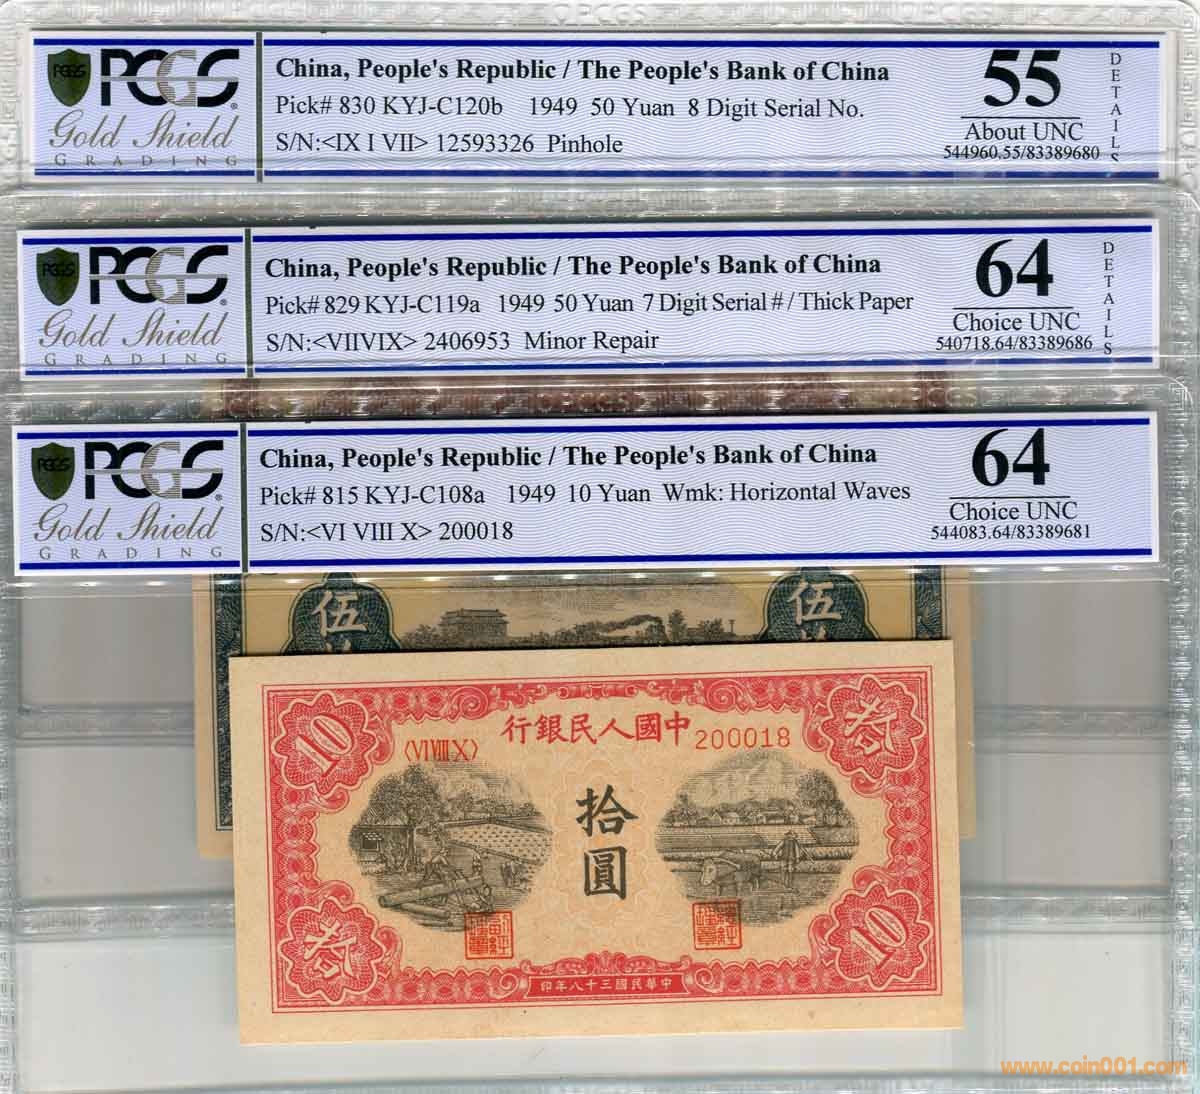 PCGS
PCGS
Gold Shield
GRADING
China, People's Republic / The People's Bank of China
Pick# 830 KYJ-C120b 1949 50 Yuan 8 Digit Serial No.
S/N:<IX I VII> 12593326 Pinhole
55
About UNC
544960.55/83389680
DETAILS
PCGS
PCGS
Gold Shield
GRADING
China, People's Republic / The People's Bank of China
Pick# 829 KYJ-C119a 1949 50 Yuan 7 Digit Serial # / Thick Paper
S/N:<VIIVIX> 2406953 Minor Repair
64
Choice UNC
540718.64/83389686
DETAILS
PCGS
PCGS
PCGS
Gold Shield
GRADING
China, People's Republic / The People's Bank of China
Pick# 815 KYJ-C108a 1949 10 Yuan Wmk: Horizontal Waves
S/N:<VI VIII X> 200018
64
Choice UNC
544083.64/83389681
伍
伍
行銀民人國中
〈VI VIII X〉
200018
10
拾
拾
圓
拾
10
印年八十三國民華中
www.coin001.com